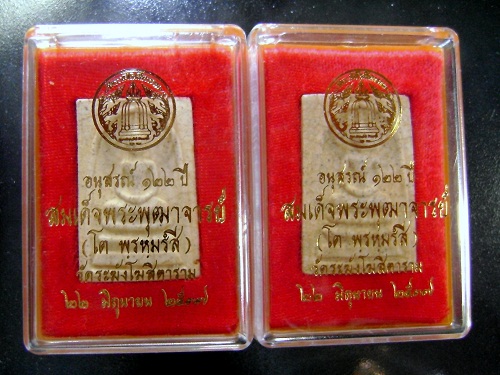 อนุสรณ์ ๑๒๒ ปี
สมเด็จพระพุฒาจารย์
(โต พรหมรังสี)
วัดระฆังโฆสิตาราม
๒๒ มิถุนายน ๒๕๓๗
อนุสรณ์ ๑๒๒ ปี
สมเด็จพระพุฒาจารย์
(โต พรหมรังสี)
วัดระฆังโฆสิตาราม
๒๒ มิถุนายน ๒๕๓๗